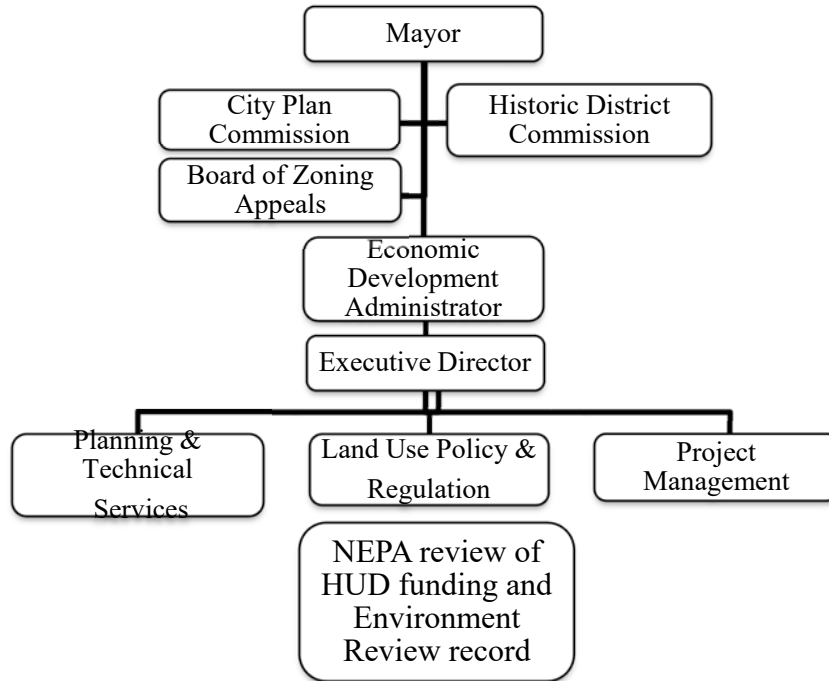 Mayor
City Plan
Commission
Historic District
Commission
Board of Zoning
Appeals
Economic
Development
Administrator
Executive Director
Planning &
Technical
Services
Land Use Policy &
Regulation
Project
Management
NEPA review of
HUD funding and
Environment
Review record